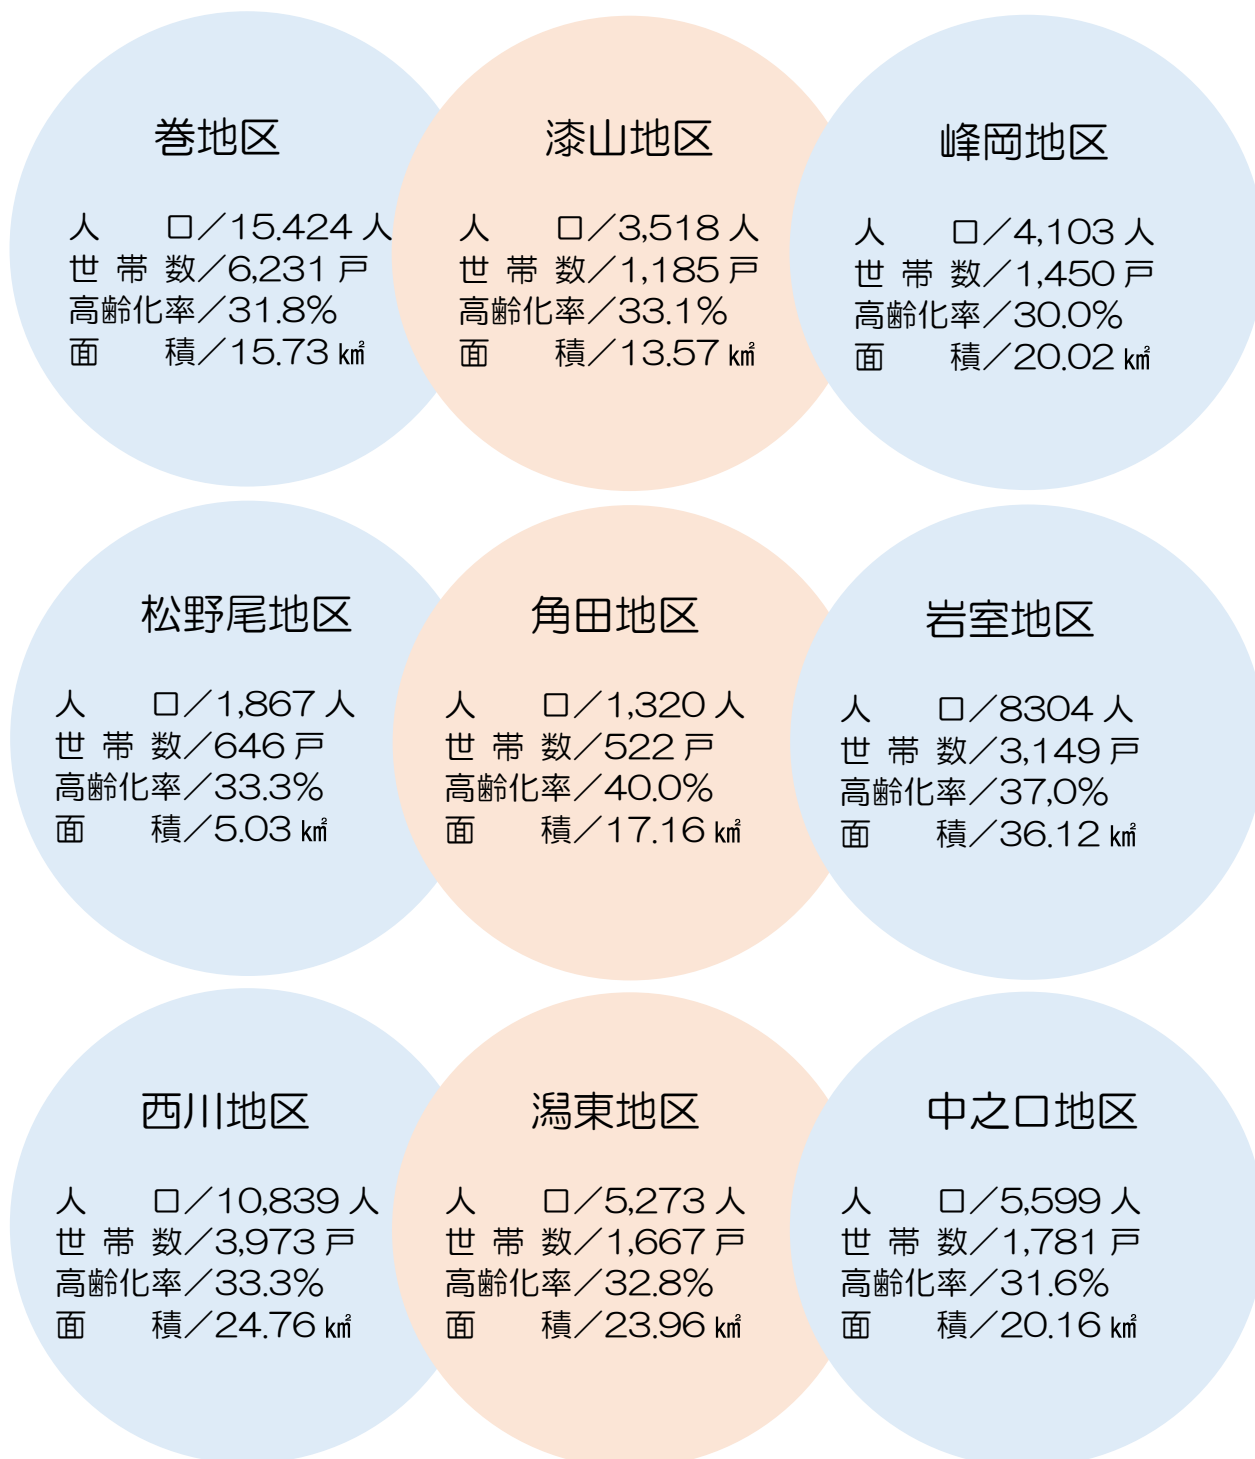 巻地区
人　　口／15.424 人
世 帯 数／6,231 戸
高齢化率／31.8%
面　　積／15.73 ㎢
漆山地区
人　　口／3,518 人
世 帯 数／1,185 戸
高齢化率／33.1%
面　　積／13.57 ㎢
峰岡地区
人　　口／4,103 人
世 帯 数／1,450 戸
高齢化率／30.0%
面　　積／20.02 ㎢
松野尾地区
人　　口／1,867 人
世 帯 数／646 戸
高齢化率／33.3%
面　　積／5.03 ㎢
角田地区
人　　口／1,320 人
世 帯 数／522 戸
高齢化率／40.0%
面　　積／17.16 ㎢
岩室地区
人　　口／8304 人
世 帯 数／3,149 戸
高齢化率／37,0%
面　　積／36.12 ㎢
西川地区
人　　口／10,839 人
世 帯 数／3,973 戸
高齢化率／33.3%
面　　積／24.76 ㎢
潟東地区
人　　口／5,273 人
世 帯 数／1,667 戸
高齢化率／32.8%
面　　積／23.96 ㎢
中之口地区
人　　口／5,599 人
世 帯 数／1,781 戸
高齢化率／31.6%
面　　積／20.16 ㎢